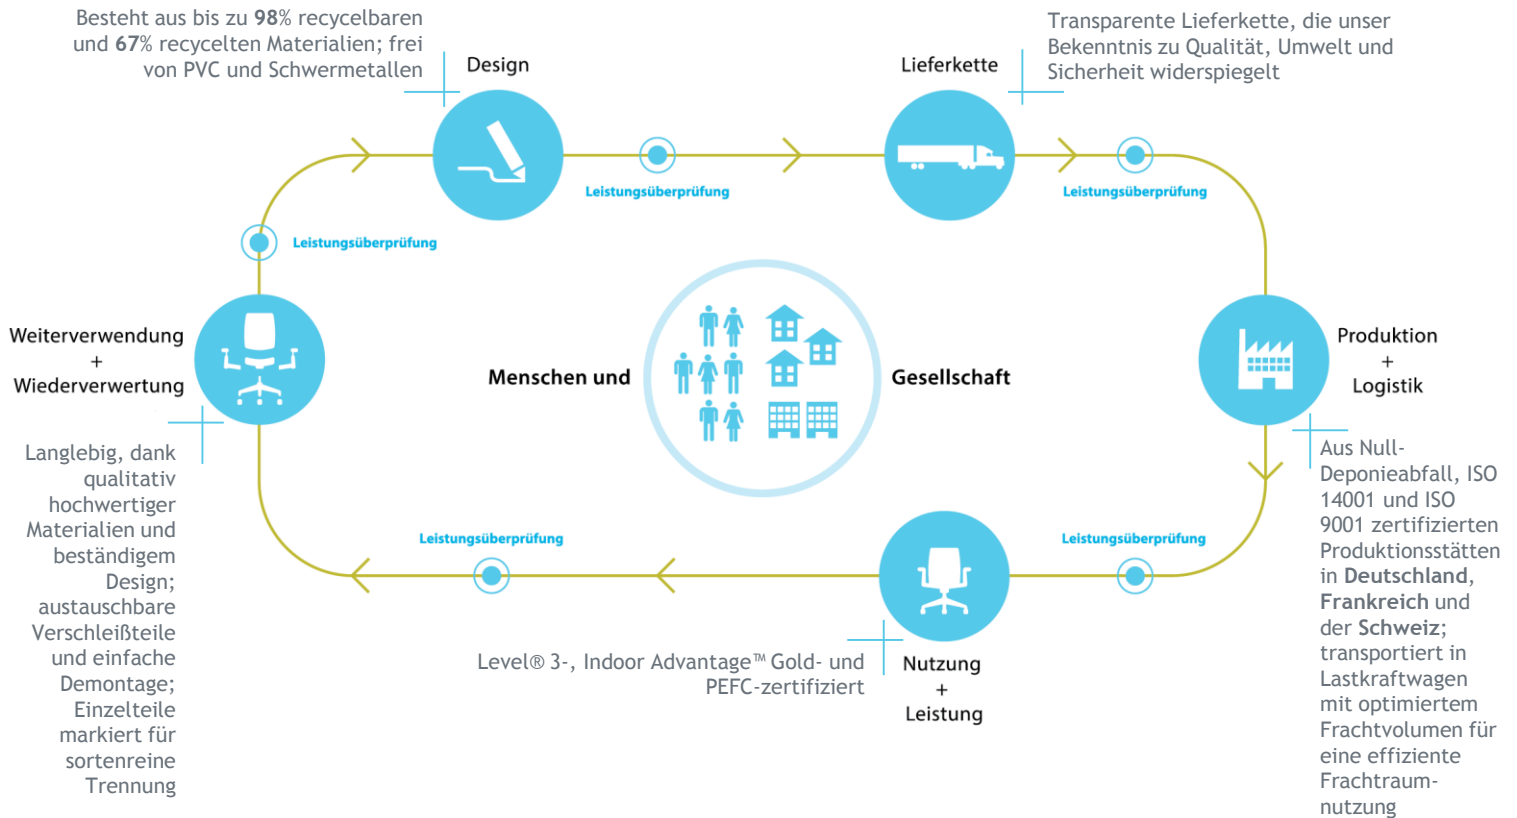 Besteht aus bis zu 98% recycelbaren
und 67% recycelten Materialien; frei
von PVC und Schwermetallen
Design
Lieferkette
Transparente Lieferkette, die unser
Bekenntnis zu Qualität, Umwelt und
Sicherheit widerspiegelt
Leistungsüberprüfung
Leistungsüberprüfung
Leistungsüberprüfung
Weiterverwendung
+
Wiederverwertung
Menschen und
Gesellschaft
Produktion
+
Logistik
Langlebig, dank
qualitativ
hochwertiger
Materialien und
beständigem
Design;
austauschbare
Verschleißteile
und einfache
Demontage;
Einzelteile
markiert für
sortenreine
Trennung
Leistungsüberprüfung
Leistungsüberprüfung
Level® 3-, Indoor Advantage™ Gold- und
PEFC-zertifiziert
Nutzung
+
Leistung
Aus Null-
Deponieabfall, ISO
14001 und ISO
9001 zertifizierten
Produktionsstätten
in Deutschland,
Frankreich und
der Schweiz;
transportiert in
Lastkraftwagen
mit optimiertem
Frachtvolumen für
eine effiziente
Frachtraum-
nutzung